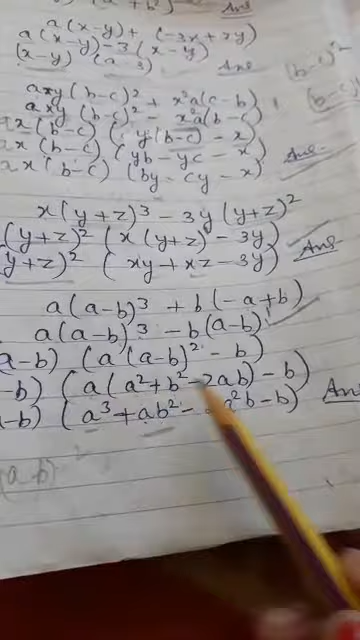 Ans
a(x-y) + (-3x+3y)
a(x-y) - 3(x-y)
(x-y) (a-3) Ans
axy(b-c)² + x²a(c-b)
axy(b-c)² - x²a(b-c)
ax(b-c) (y(b-c) - x)
ax(b-c) (yb - yc - x)
ax(b-c) (by - cy - x) Ans
x(y+z)³ - 3y(y+z)²
(y+z)² (x(y+z) - 3y)
(y+z)² (xy + xz - 3y) Ans
a(a-b)³ + b(-a+b)
a(a-b)³ - b(a-b)
a-b) (a(a-b)² - b)
-b) (a(a²+b²-2ab) - b)
-b) (a³+ab²- a²b - b) Ans